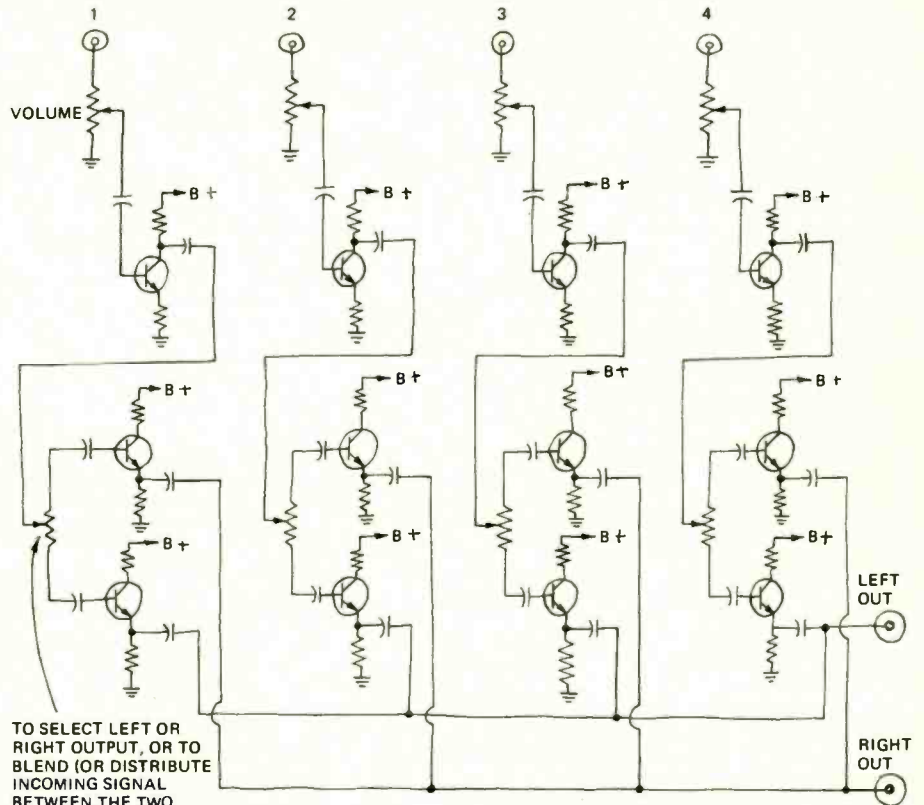 1
2
3
4
VOLUME
B +
B +
B +
B +
B +
B +
B +
B +
B +
B +
B +
B +
LEFT
OUT
TO SELECT LEFT OR
RIGHT OUTPUT, OR TO
BLEND (OR DISTRIBUTE
INCOMING SIGNAL
BETWEEN THE TWO
RIGHT
OUT